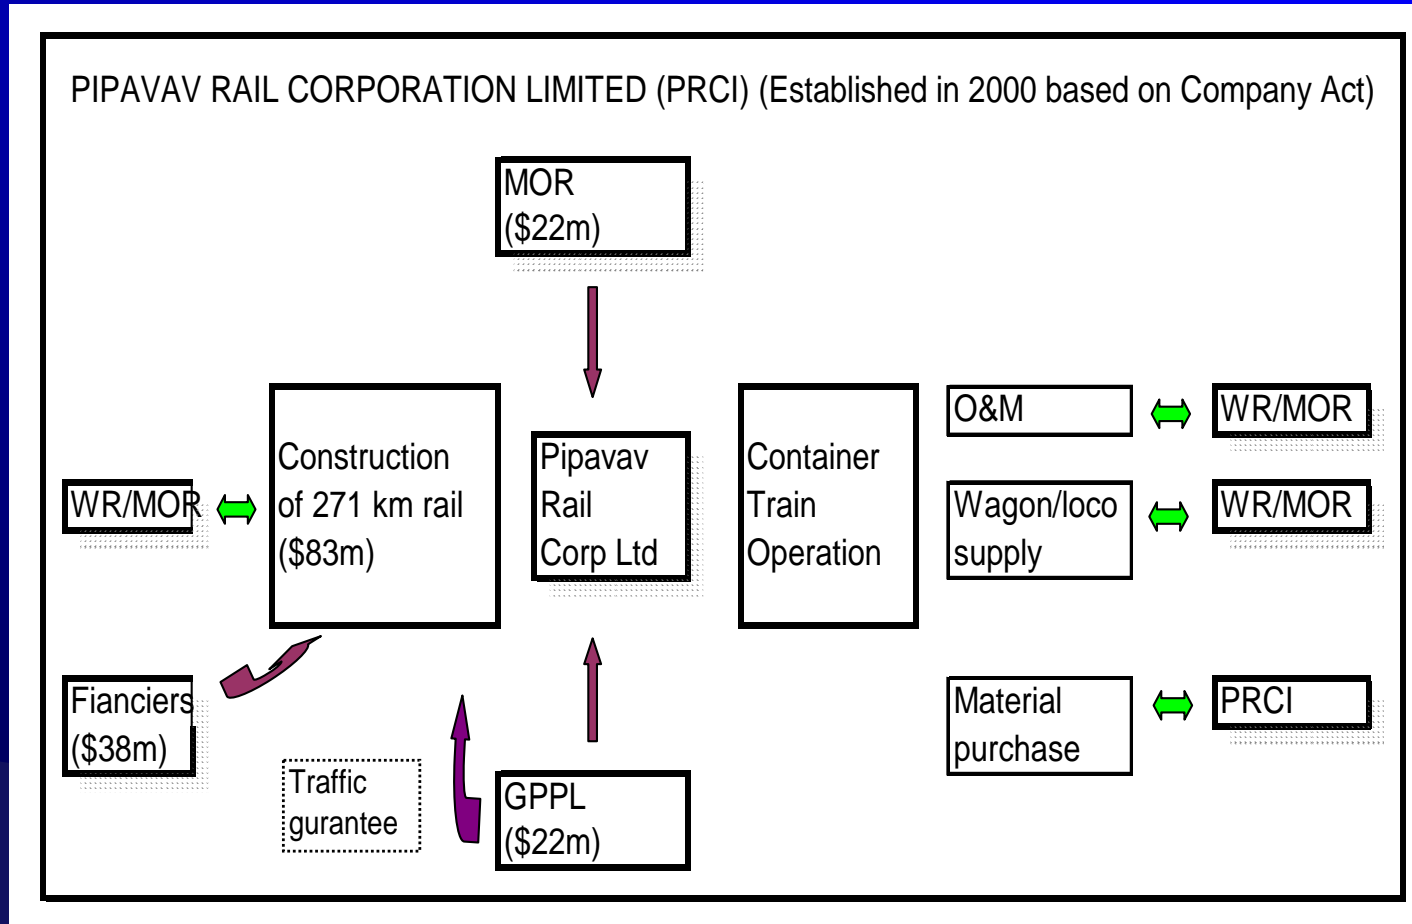 PIPAVAV RAIL CORPORATION LIMITED (PRCI) (Established in 2000 based on Company Act)
MOR
($22m)
WR/MOR
Construction
of 271 km rail
($83m)
Pipavav
Rail
Corp Ltd
Container
Train
Operation
O&M
WR/MOR
Wagon/loco
supply
WR/MOR
Fianciers
($38m)
Traffic
gurantee
GPPL
($22m)
Material
purchase
PRCI